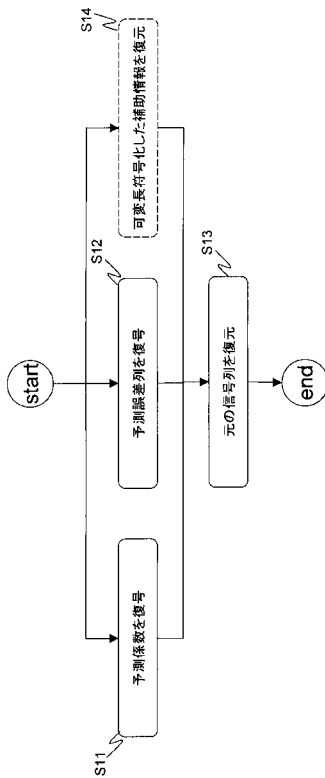 start
S11
予測係数を復号
S12
予測誤差列を復号
S14
可変長符号化した補助情報を復元
S13
元の信号列を復元
end